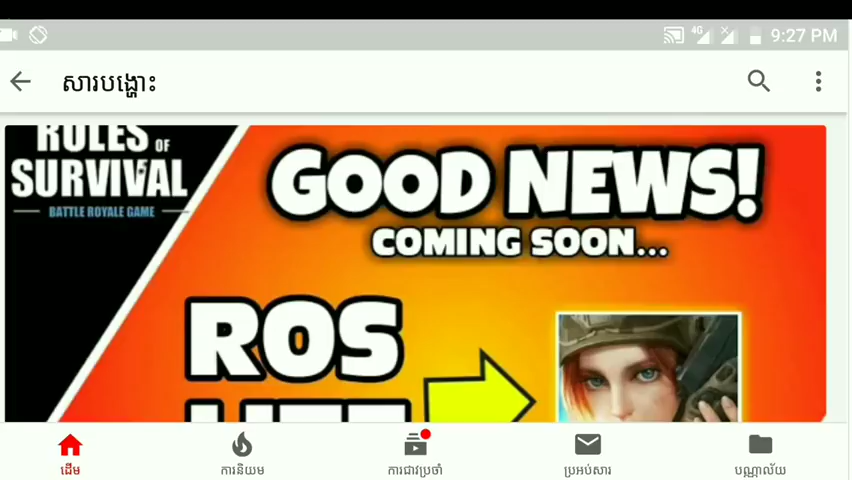 4G
9:27 PM
សារបង្ហោះ
RULES OF
SURVIVAL
BATTLE ROYALE GAME
GOOD NEWS!
COMING SOON...
ROS
ដើម
ការនិយម
ការជាវប្រចាំ
ប្រអប់សារ
បណ្ណាល័យ